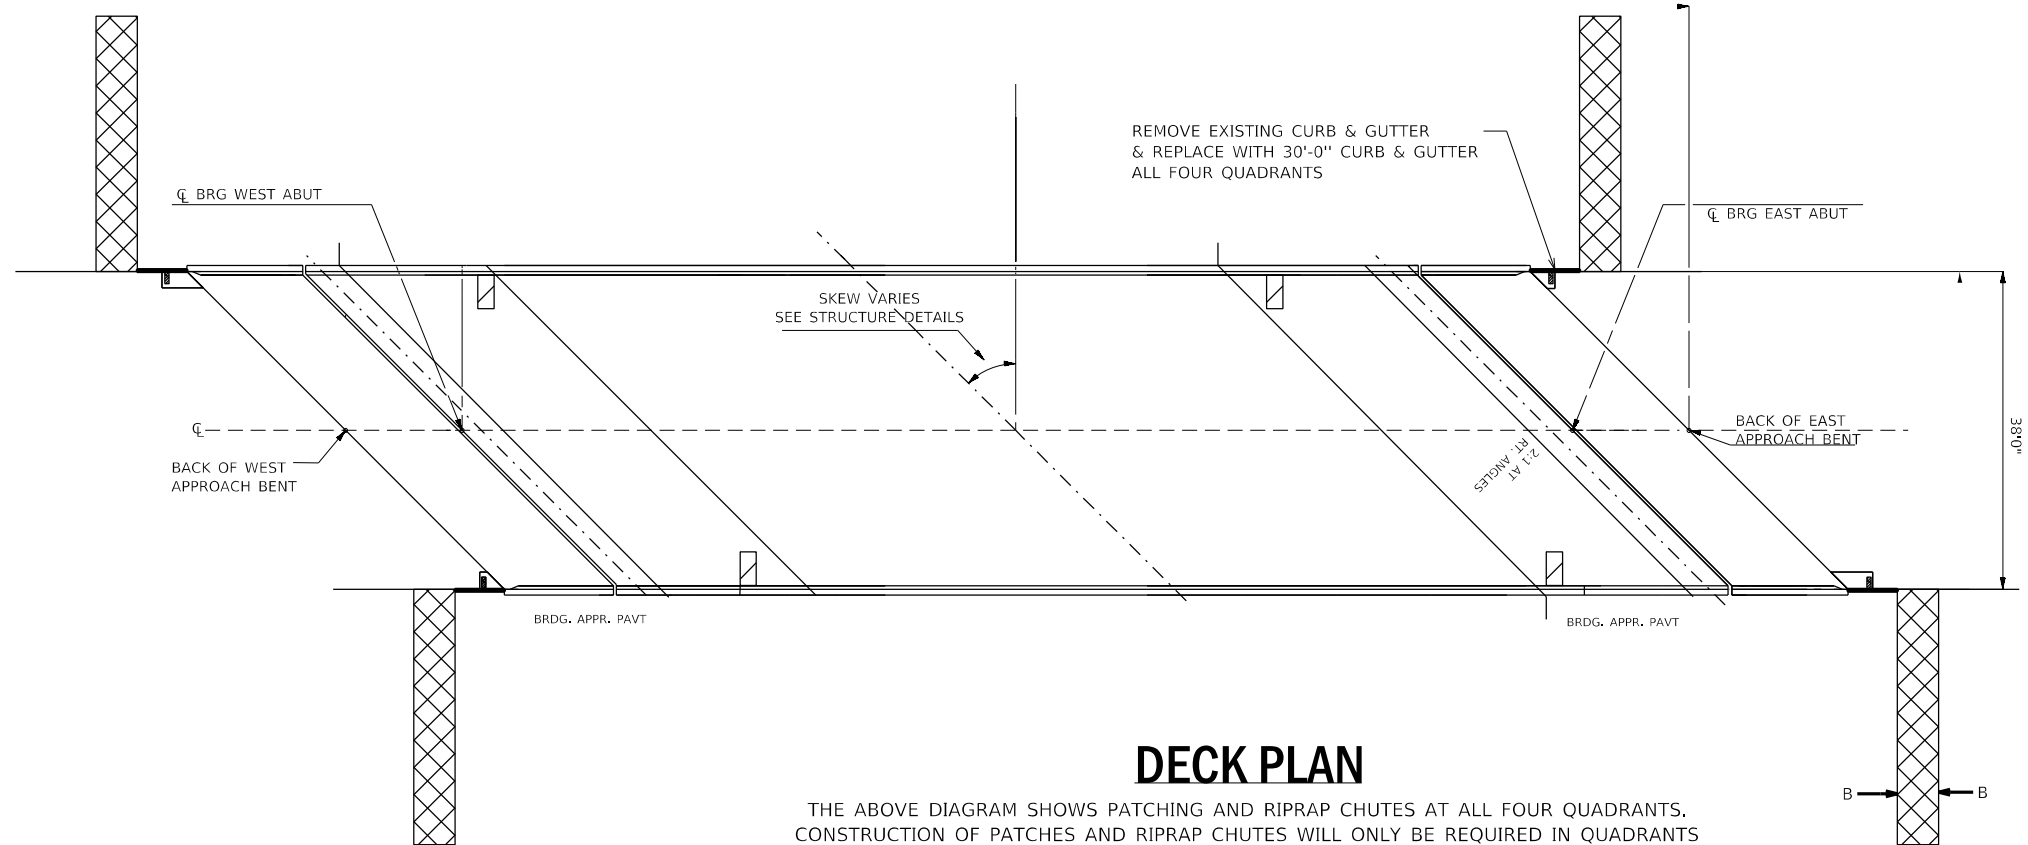 REMOVE EXISTING CURB & GUTTER
& REPLACE WITH 30'-0'' CURB & GUTTER
ALL FOUR QUADRANTS
℄ BRG WEST ABUT
℄ BRG EAST ABUT
SKEW VARIES
SEE STRUCTURE DETAILS
℄
BACK OF WEST
APPROACH BENT
2:1 AT
RT. ANGLES
BACK OF EAST
APPROACH BENT
38'0"
BRDG. APPR. PAVT
BRDG. APPR. PAVT
DECK PLAN
B
B
THE ABOVE DIAGRAM SHOWS PATCHING AND RIPRAP CHUTES AT ALL FOUR QUADRANTS.
CONSTRUCTION OF PATCHES AND RIPRAP CHUTES WILL ONLY BE REQUIRED IN QUADRANTS